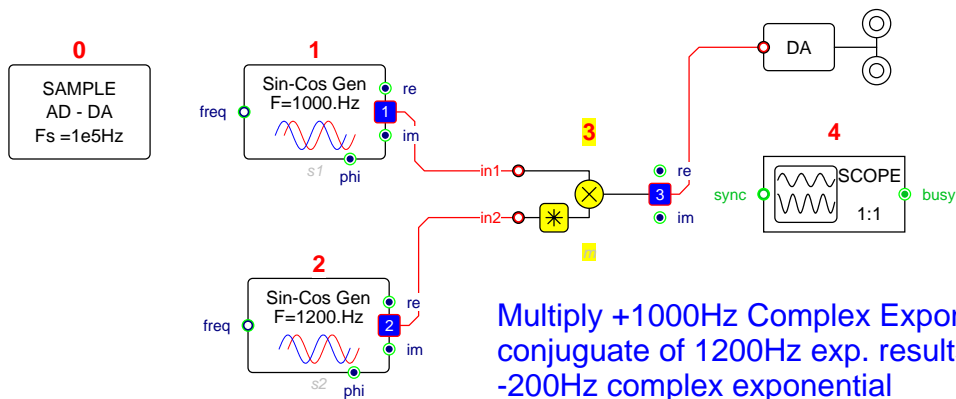 0
SAMPLE
AD - DA
Fs =1e5Hz
1
Sin-Cos Gen
F=1000.Hz
freq
re
1
im
s1
phi
2
Sin-Cos Gen
F=1200.Hz
freq
re
2
im
s2
phi
3
in1
in2
m
re
3
im
DA
4
sync
SCOPE
1:1
busy
Multiply +1000Hz Complex Expor
conjuguate of 1200Hz exp. result
-200Hz complex exponential